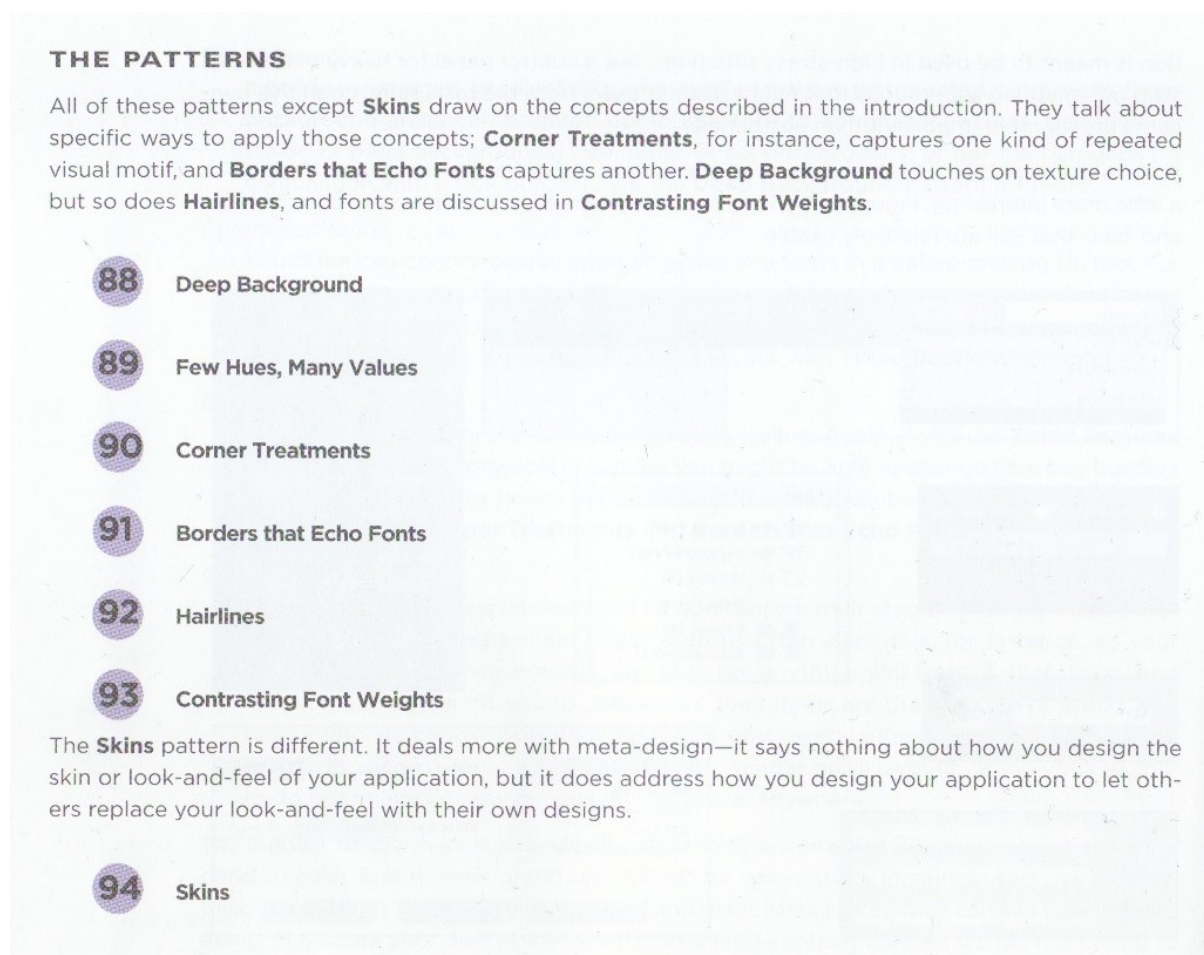 THE PATTERNS
All of these patterns except Skins draw on the concepts described in the introduction. They talk about
specific ways to apply those concepts; Corner Treatments, for instance, captures one kind of repeated
visual motif, and Borders that Echo Fonts captures another. Deep Background touches on texture choice,
but so does Hairlines, and fonts are discussed in Contrasting Font Weights.
88 Deep Background
89 Few Hues, Many Values
90 Corner Treatments
91 Borders that Echo Fonts
92 Hairlines
93 Contrasting Font Weights
The Skins pattern is different. It deals more with meta-design—it says nothing about how you design the
skin or look-and-feel of your application, but it does address how you design your application to let oth-
ers replace your look-and-feel with their own designs.
94 Skins